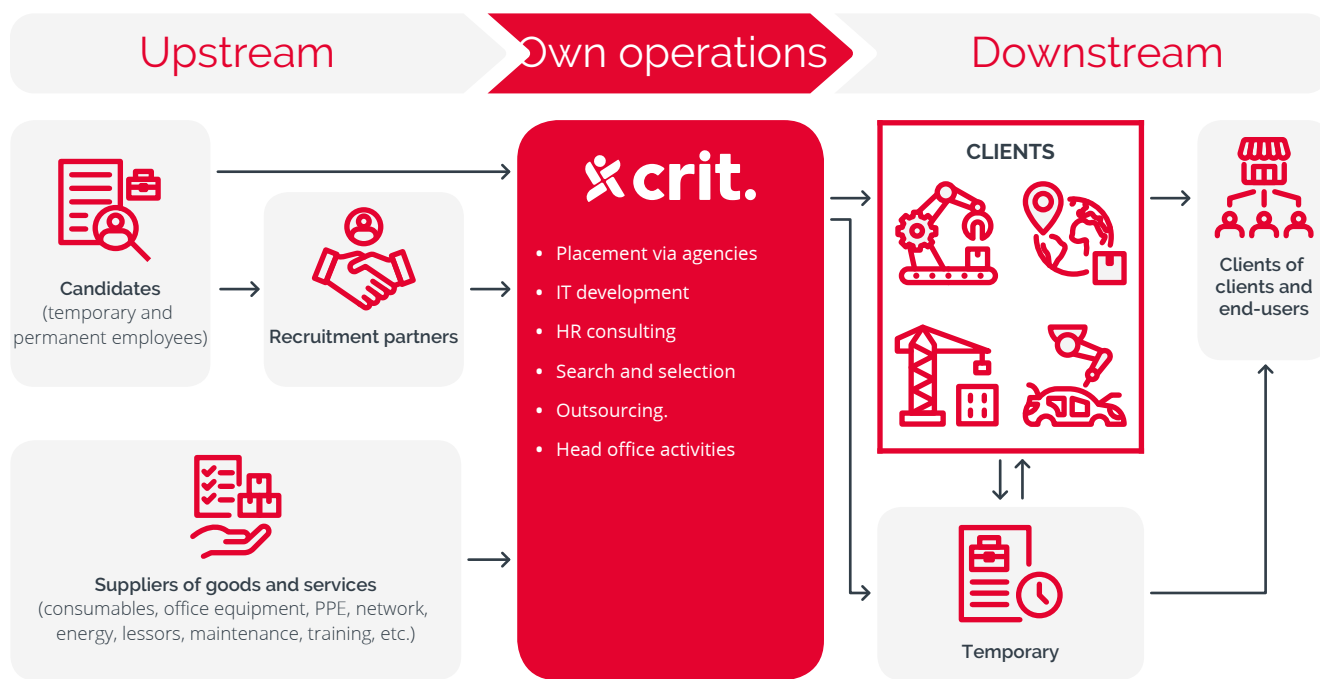 Upstream
Own operations
Downstream
Candidates
(temporary and
permanent employees)
Recruitment partners
Suppliers of goods and services
(consumables, office equipment, PPE, network,
energy, lessors, maintenance, training, etc.)
crit.
• Placement via agencies
• IT development
• HR consulting
• Search and selection
• Outsourcing.
• Head office activities
CLIENTS
Temporary
Clients of
clients and
end-users